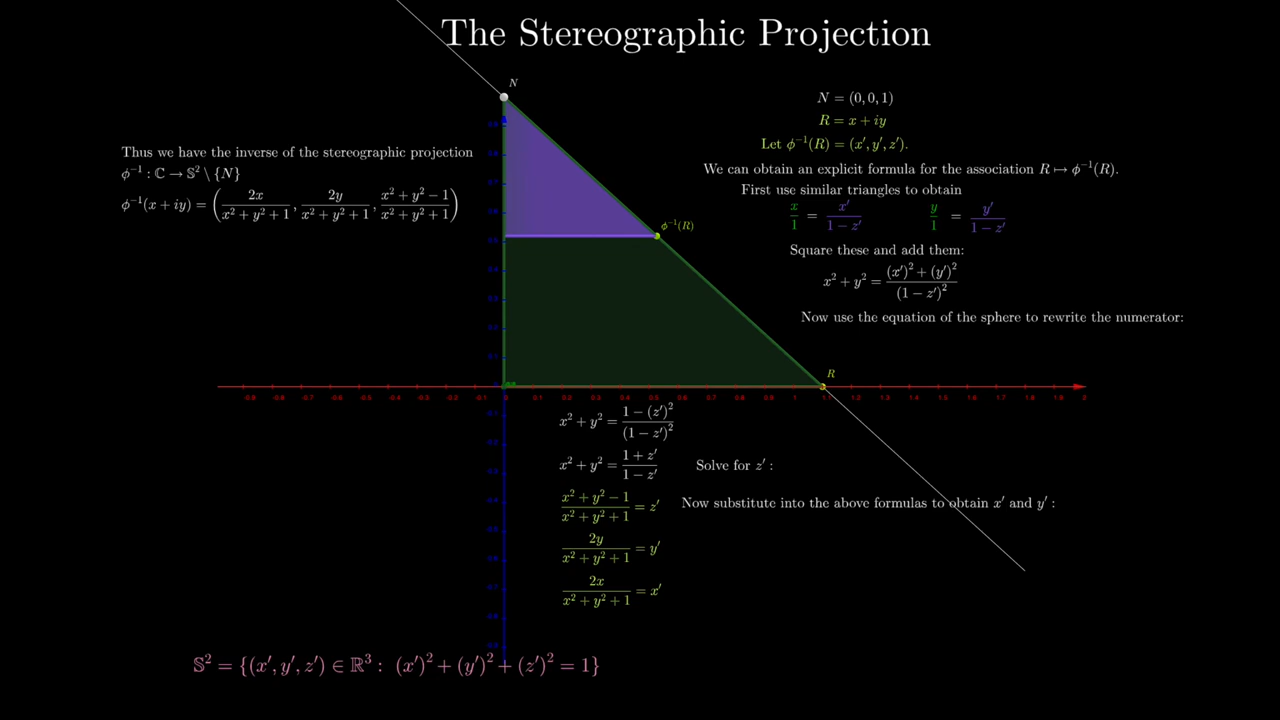 The Stereographic Projection
N
N = (0, 0, 1)
R = x + iy
Let ϕ⁻¹(R) = (x′, y′, z′).
Thus we have the inverse of the stereographic projection
ϕ⁻¹ : ℂ → 𝕊² \ {N}
ϕ⁻¹(x + iy) = (2x/(x² + y² + 1), 2y/(x² + y² + 1), (x² + y² − 1)/(x² + y² + 1))
We can obtain an explicit formula for the association R ↦ ϕ⁻¹(R).
First use similar triangles to obtain
x/1 = x′/(1 − z′) y/1 = y′/(1 − z′)
ϕ⁻¹(R)
Square these and add them:
x² + y² = ((x′)² + (y′)²)/(1 − z′)²
Now use the equation of the sphere to rewrite the numerator:
R
x² + y² = (1 − (z′)²)/(1 − z′)²
x² + y² = (1 + z′)/(1 − z′) Solve for z′ :
(x² + y² − 1)/(x² + y² + 1) = z′ Now substitute into the above formulas to obtain x′ and y′ :
2y/(x² + y² + 1) = y′
2x/(x² + y² + 1) = x′
𝕊² = {(x′, y′, z′) ∈ ℝ³ : (x′)² + (y′)² + (z′)² = 1}